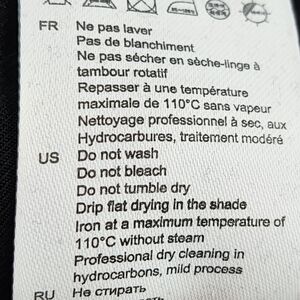 FR Ne pas laver
Pas de blanchiment
Ne pas sécher en sèche-linge à
tambour rotatif
Repasser à une température
maximale de 110°C sans vapeur
Nettoyage professionnel à sec, aux
Hydrocarbures, traitement modéré
US Do not wash
Do not bleach
Do not tumble dry
Drip flat drying in the shade
Iron at a maximum temperature of
110°C without steam
Professional dry cleaning in
hydrocarbons, mild process
RU Не стирать